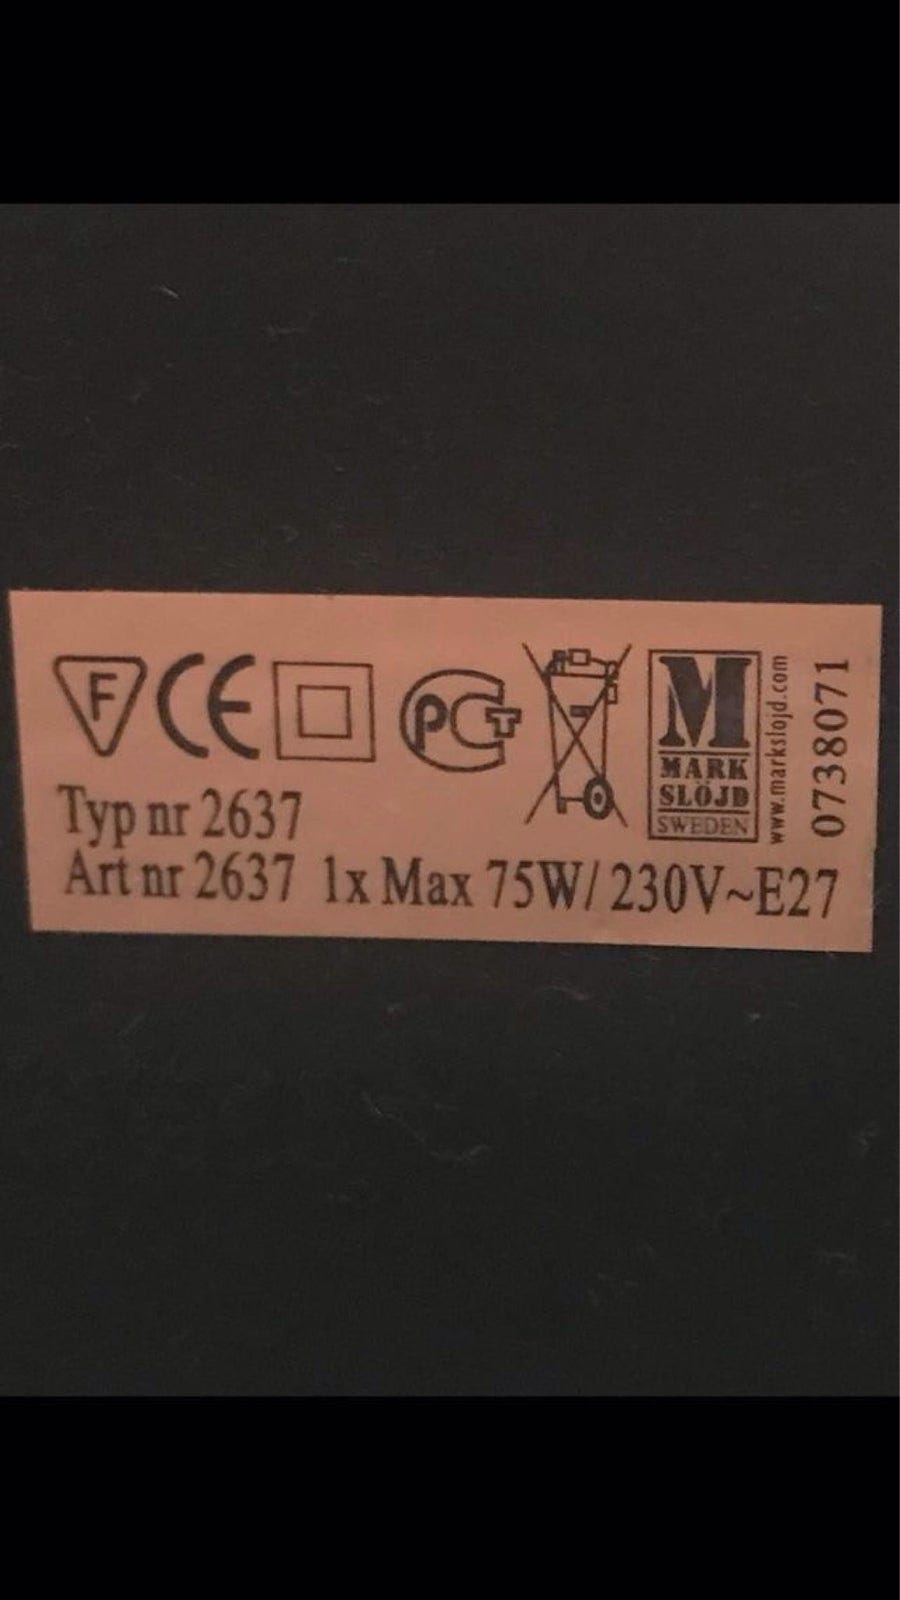 F CE PCT
M
MARK
SLÖJD
SWEDEN
www.markslojd.com
0738071
Typ nr 2637
Art nr 2637 1x Max 75W/ 230V~E27